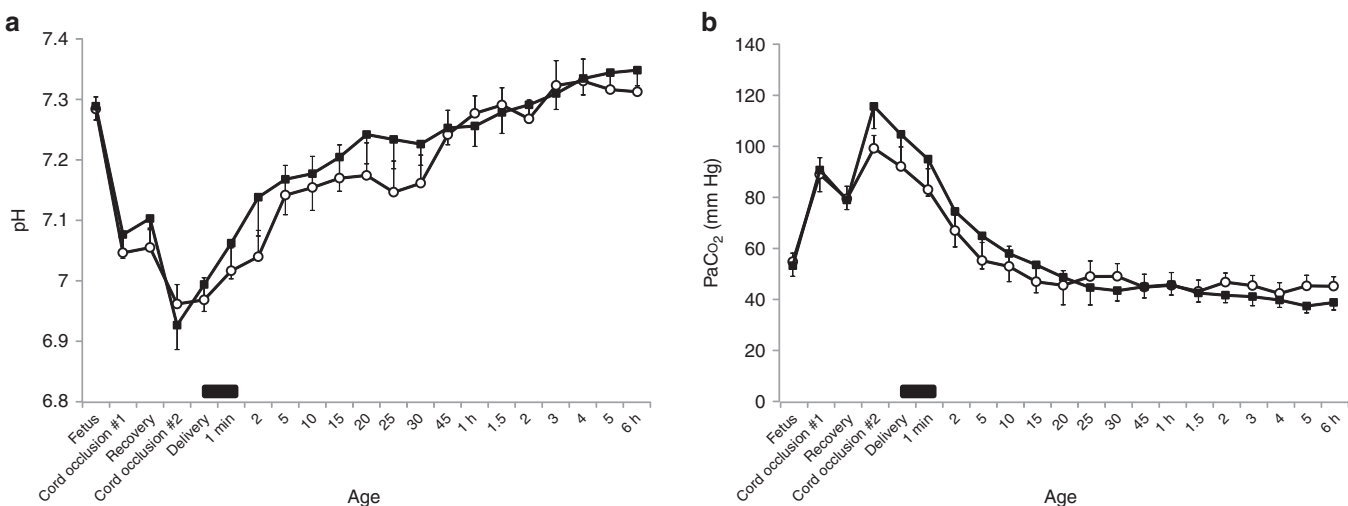 a
7.4
7.3
7.2
7.1
7
6.9
6.8
pH
Fetus
Cord occlusion #1
Recovery
Cord occlusion #2
Delivery
1 min
2
5
10
15
20
25
30
45
1 h
1.5
2
3
4
5
6 h
Age
b
140
120
100
80
60
40
20
0
PaCO₂ (mm Hg)
Fetus
Cord occlusion #1
Recovery
Cord occlusion #2
Delivery
1 min
2
5
10
15
20
25
30
45
1 h
1.5
2
3
4
5
6 h
Age